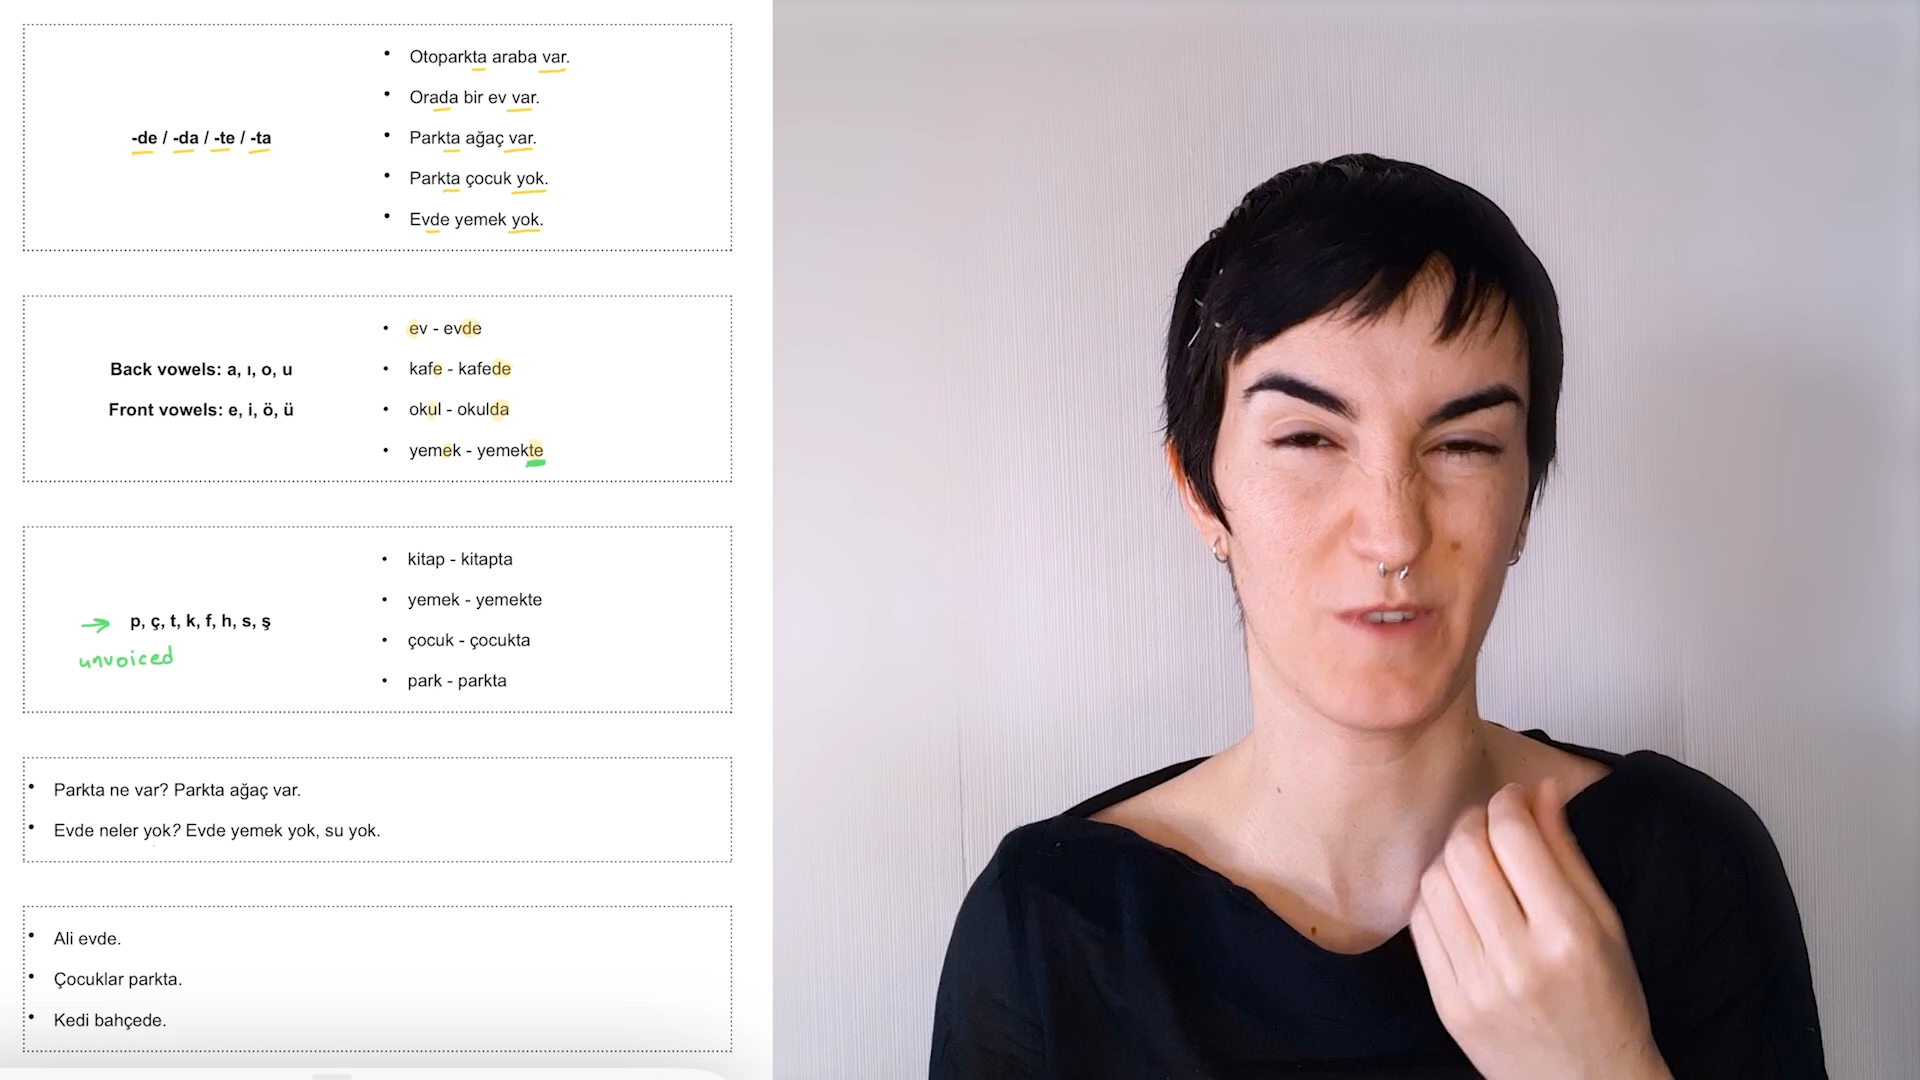 -de / -da / -te / -ta
Otoparkta araba var.
Orada bir ev var.
Parkta ağaç var.
Parkta çocuk yok.
Evde yemek yok.
Back vowels: a, ı, o, u
Front vowels: e, i, ö, ü
ev - evde
kafe - kafede
okul - okulda
yemek - yemekte
p, ç, t, k, f, h, s, ş
unvoiced
kitap - kitapta
yemek - yemekte
çocuk - çocukta
park - parkta
Parkta ne var? Parkta ağaç var.
Evde neler yok? Evde yemek yok, su yok.
Ali evde.
Çocuklar parkta.
Kedi bahçede.